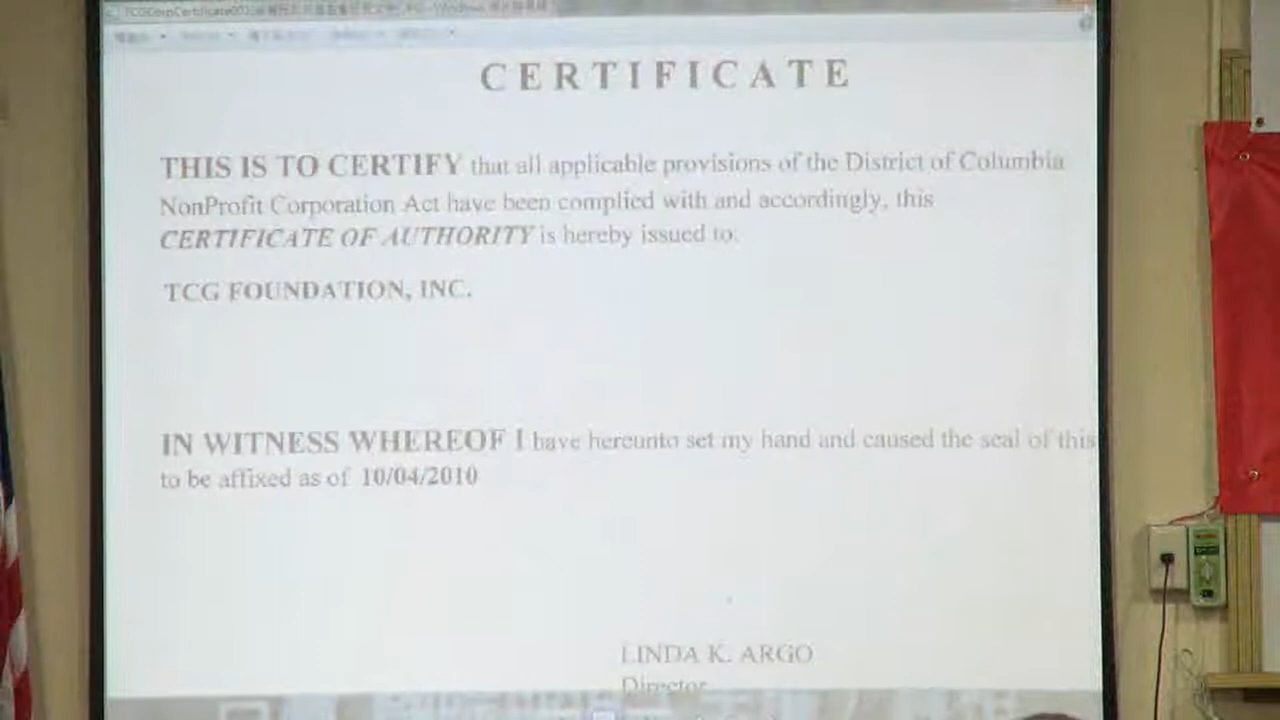 CERTIFICATE
THIS IS TO CERTIFY that all applicable provisions of the District of Columbia
NonProfit Corporation Act have been complied with and accordingly, this
CERTIFICATE OF AUTHORITY is hereby issued to:
TCG FOUNDATION, INC.
IN WITNESS WHEREOF I have hereunto set my hand and caused the seal of this
to be affixed as of 10/04/2010
LINDA K. ARGO
Director